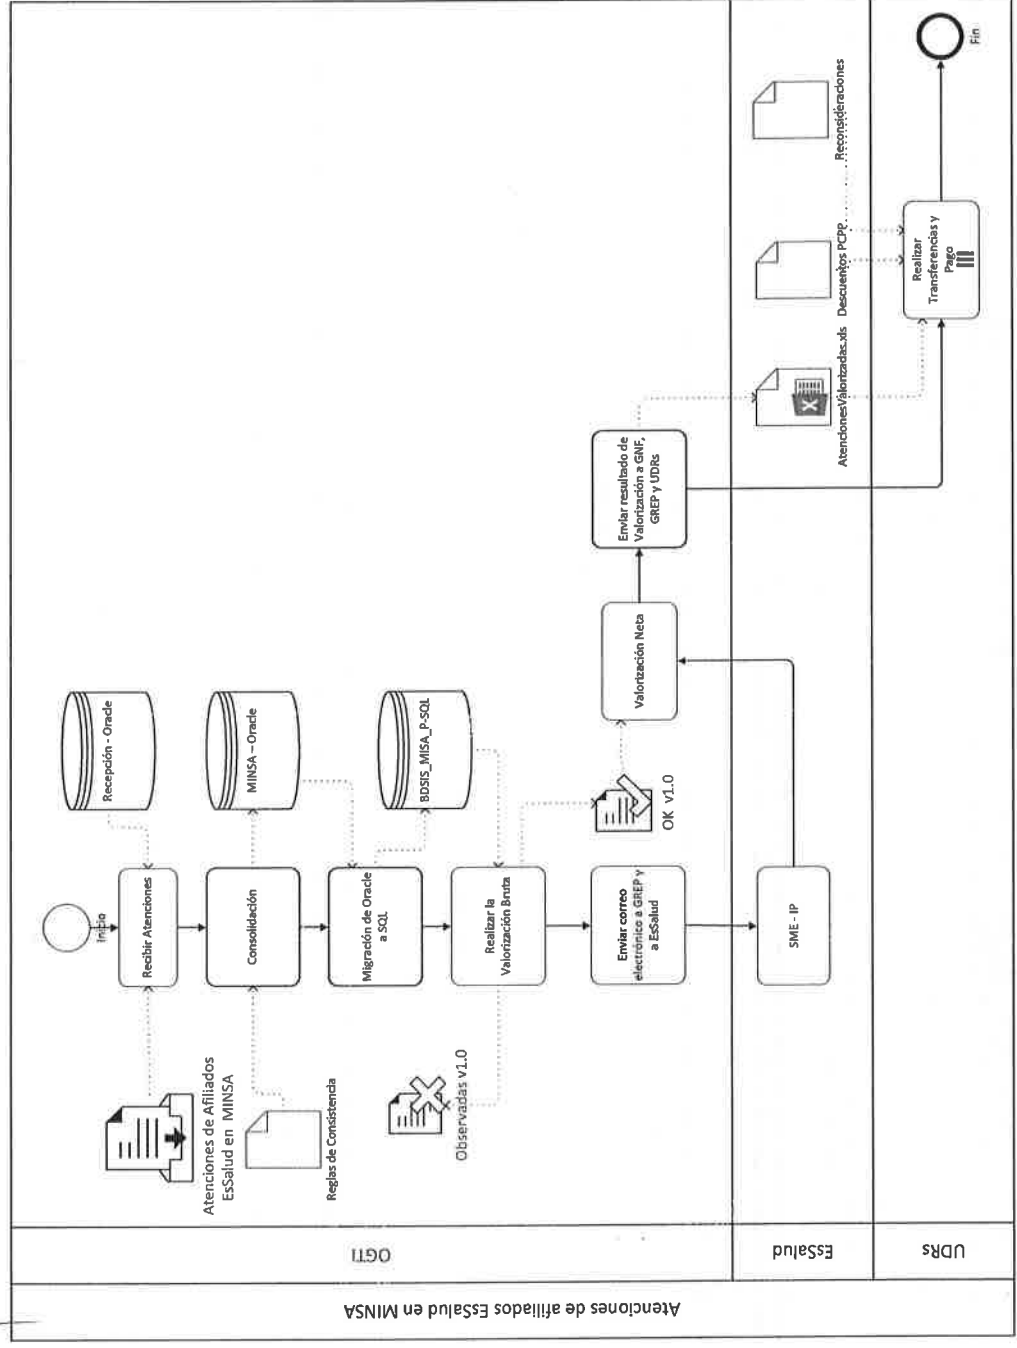 Atenciones de afiliados EsSalud en MINSA
OGTI
EsSalud
UDRs
Inicio
Recibir Atenciones
Recepción - Oracle
Atenciones de Afiliados
EsSalud en MINSA
Consolidación
MINSA – Oracle
Reglas de Consistencia
Migración de Oracle
a SQL
BDSIS_MISA_P-SQL
Realizar la
Valorización Bruta
Observadas v1.0
OK v1.0
Enviar correo
electrónico a GREP y
a EsSalud
SME - IP
Valorización Neta
Enviar resultado de
Valorización a GNF,
GREP y UDRs
AtencionesValorizadas.xls
Descuentos PCPP
Reconsideraciones
Realizar
Transferencias y
Pago
Fin